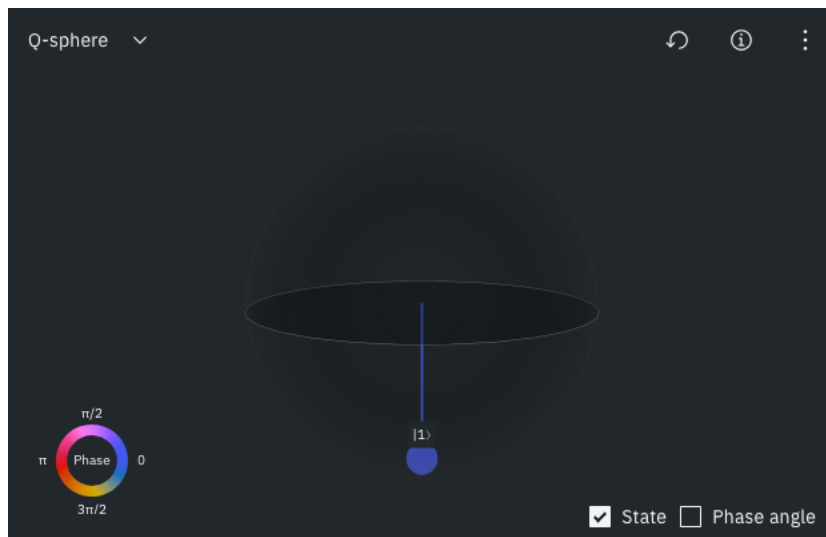 Q-sphere
|1⟩
π/2
π
Phase
0
3π/2
State
Phase angle